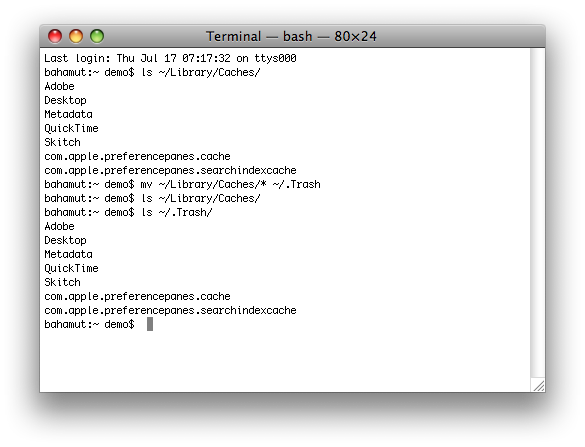 Terminal — bash — 80×24
Last login: Thu Jul 17 07:17:32 on ttys000
bahamut:~ demo$ ls ~/Library/Caches/
Adobe
Desktop
Metadata
QuickTime
Skitch
com.apple.preferencepanes.cache
com.apple.preferencepanes.searchindexcache
bahamut:~ demo$ mv ~/Library/Caches/* ~/.Trash
bahamut:~ demo$ ls ~/Library/Caches/
bahamut:~ demo$ ls ~/.Trash/
Adobe
Desktop
Metadata
QuickTime
Skitch
com.apple.preferencepanes.cache
com.apple.preferencepanes.searchindexcache
bahamut:~ demo$